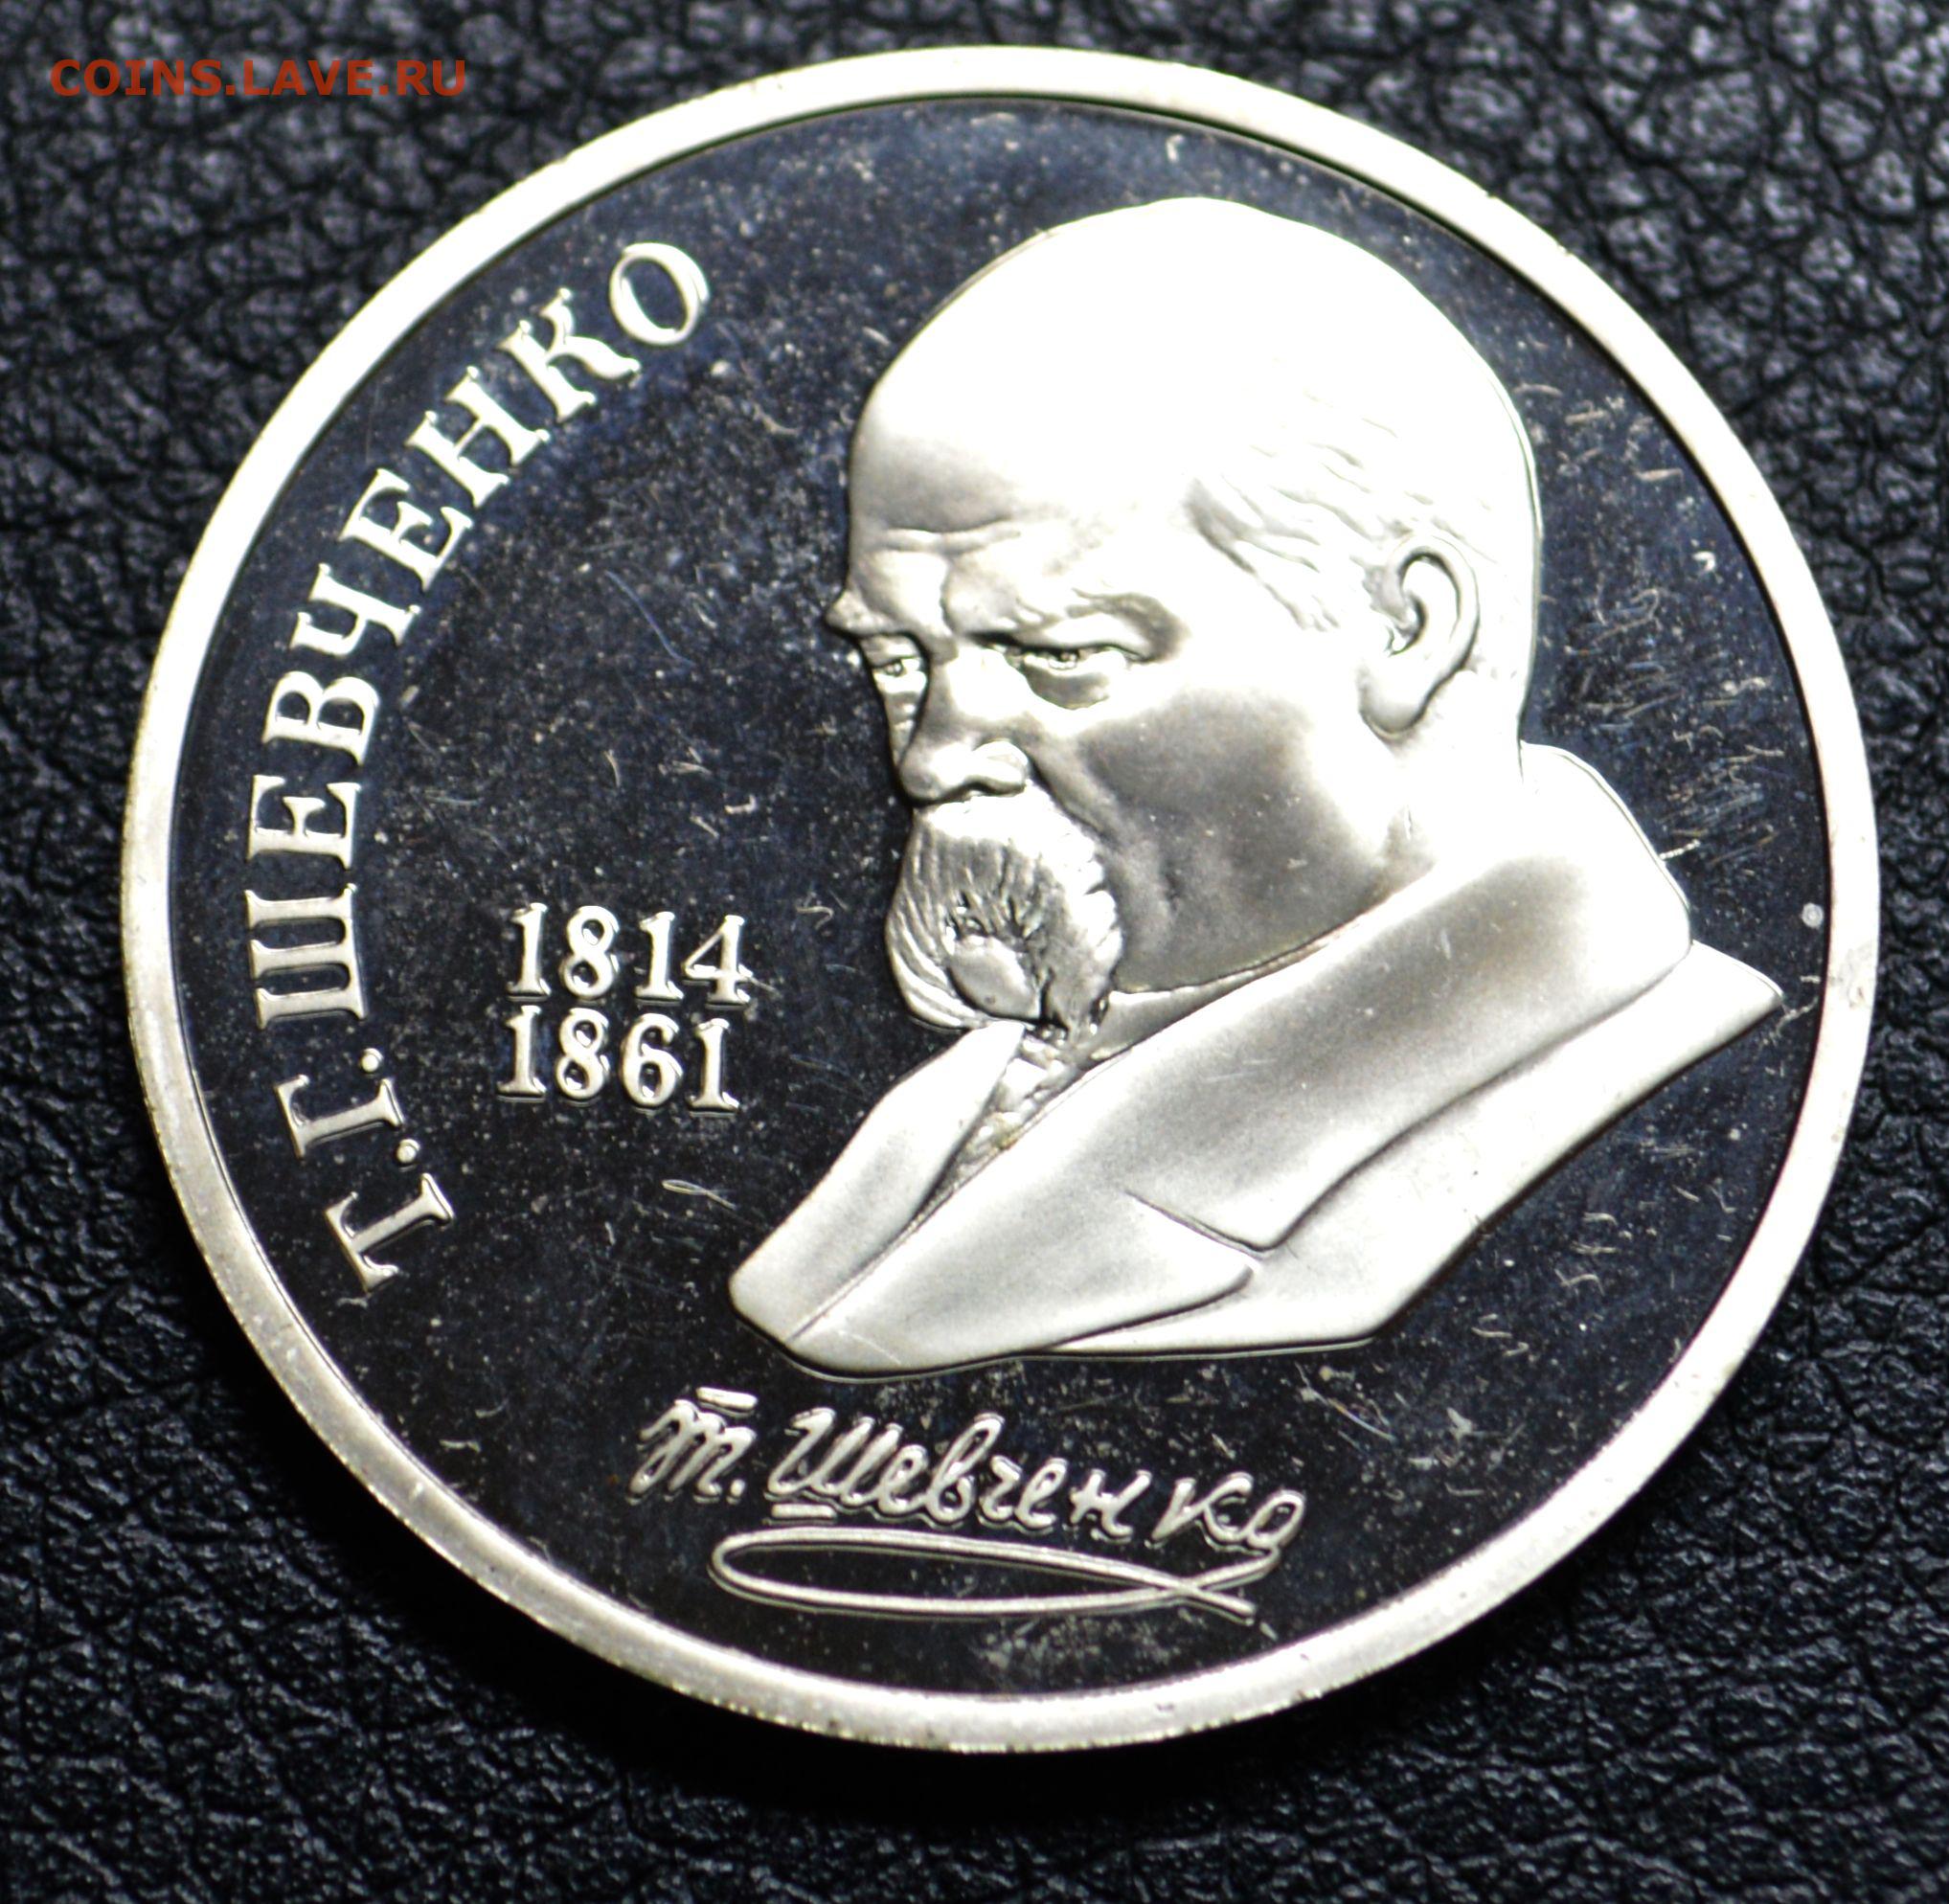 COINS.LAVE.RU
Т.Г. ШЕВЧЕНКО
1814
1861
Т. Шевченко